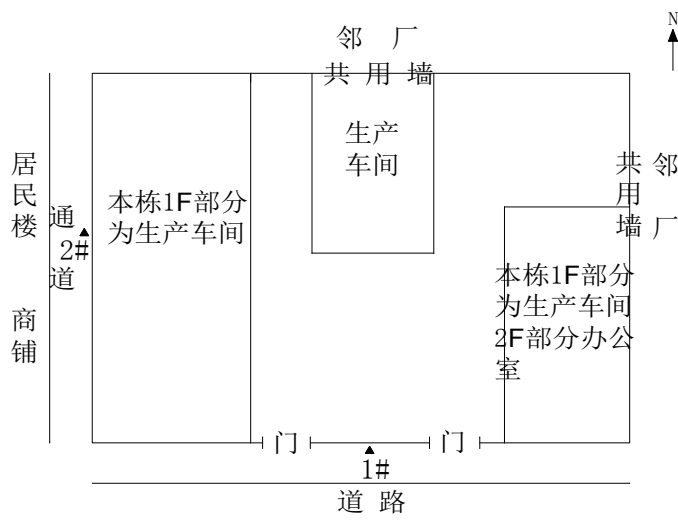 N
邻 厂
共 用 墙
生产
车间
居民楼
通道
2#
本栋1F部分
为生产车间
共用墙
邻厂
商铺
本栋1F部分
为生产车间
2F部分办公
室
门
门
1#
道 路